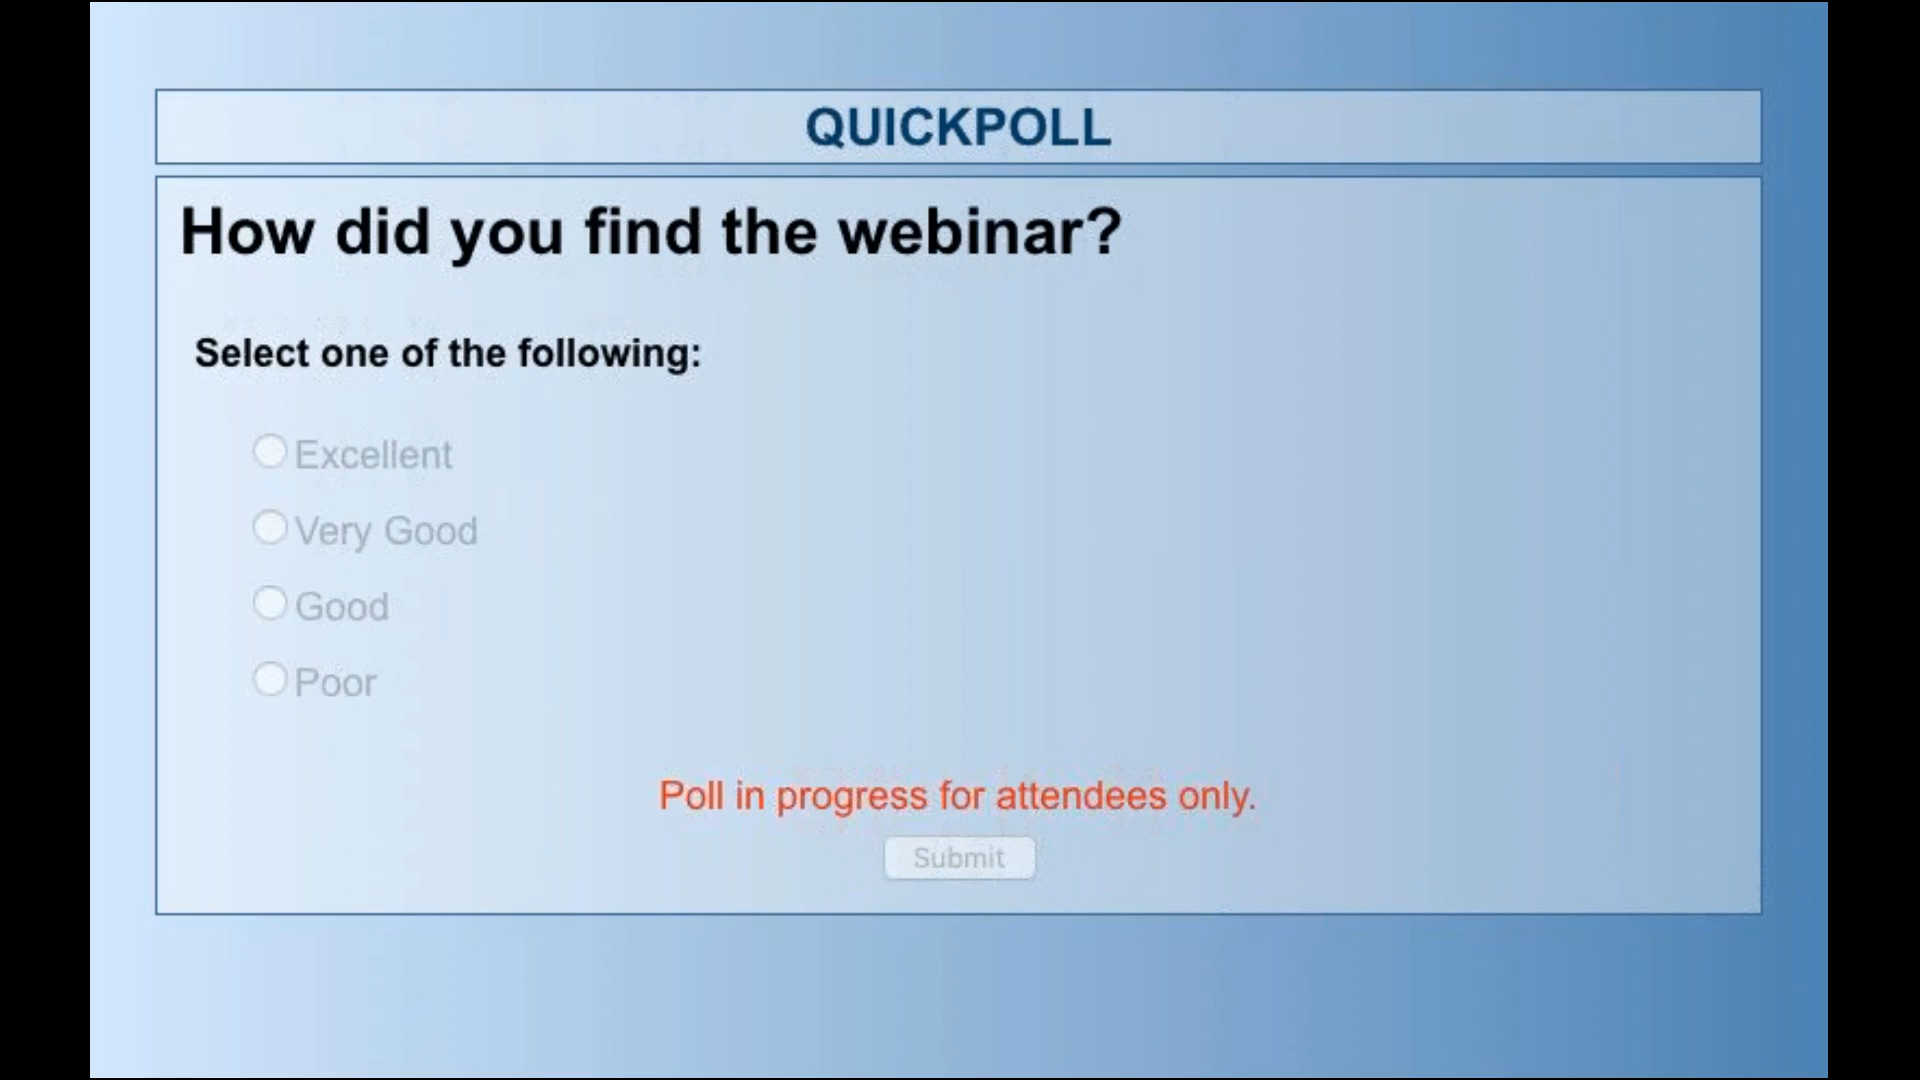 QUICKPOLL
How did you find the webinar?
Select one of the following:
Excellent
Very Good
Good
Poor
Poll in progress for attendees only.
Submit